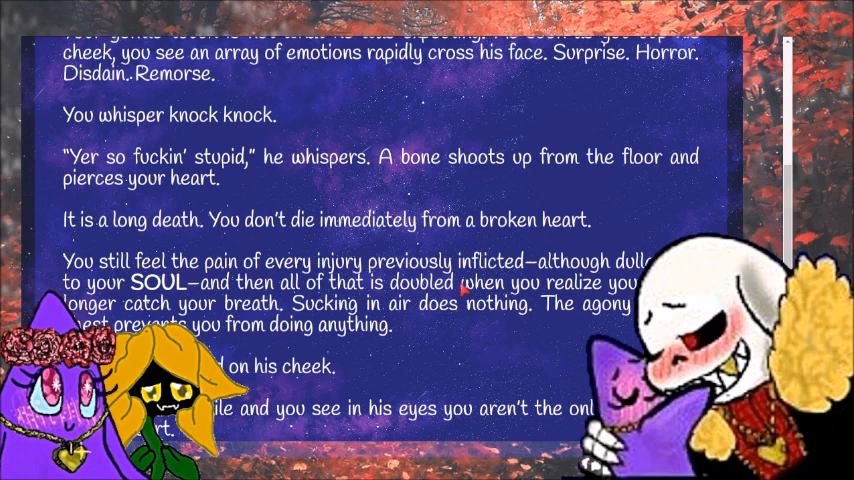 cheek, you see an array of emotions rapidly cross his face. Surprise. Horror.
Disdain. Remorse.
You whisper knock knock.
“Yer so fuckin’ stupid,” he whispers. A bone shoots up from the floor and
pierces your heart.
It is a long death. You don’t die immediately from a broken heart.
You still feel the pain of every injury previously inflicted—although
to your SOUL—and then all of that is doubled when you realize
longer catch your breath. Sucking in air does nothing. The agony
prevents you from doing anything.
on his cheek.
and you see in his eyes you aren’t the